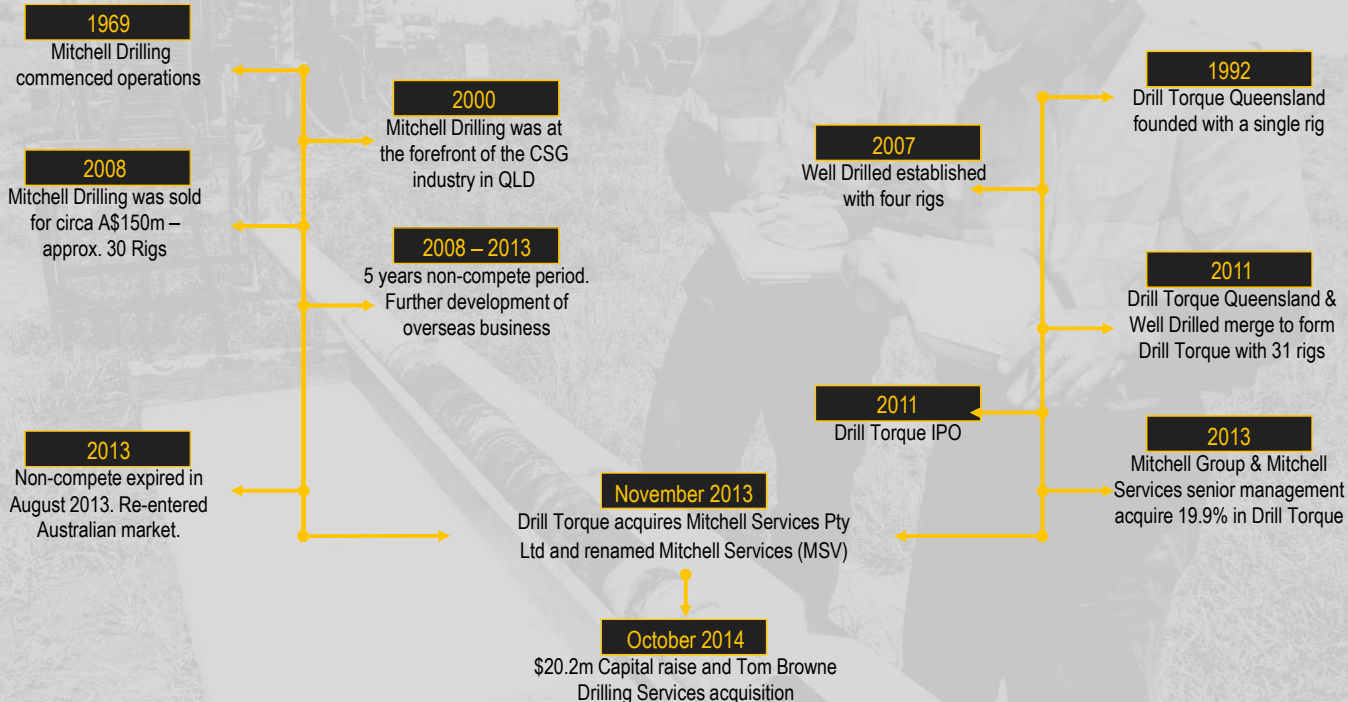 1969
Mitchell Drilling
commenced operations
2000
Mitchell Drilling was at
the forefront of the CSG
industry in QLD
2008
Mitchell Drilling was sold
for circa A$150m –
approx. 30 Rigs
2008 – 2013
5 years non-compete period.
Further development of
overseas business
2013
Non-compete expired in
August 2013. Re-entered
Australian market.
1992
Drill Torque Queensland
founded with a single rig
2007
Well Drilled established
with four rigs
2011
Drill Torque Queensland &
Well Drilled merge to form
Drill Torque with 31 rigs
2011
Drill Torque IPO
2013
Mitchell Group & Mitchell
Services senior management
acquire 19.9% in Drill Torque
November 2013
Drill Torque acquires Mitchell Services Pty
Ltd and renamed Mitchell Services (MSV)
October 2014
$20.2m Capital raise and Tom Browne
Drilling Services acquisition